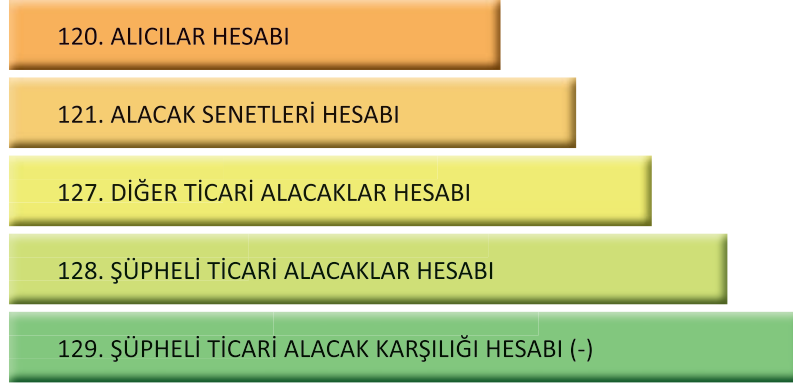 120. ALICILAR HESABI
121. ALACAK SENETLERİ HESABI
127. DİĞER TİCARİ ALACAKLAR HESABI
128. ŞÜPHELİ TİCARİ ALACAKLAR HESABI
129. ŞÜPHELİ TİCARİ ALACAK KARŞILIĞI HESABI (-)